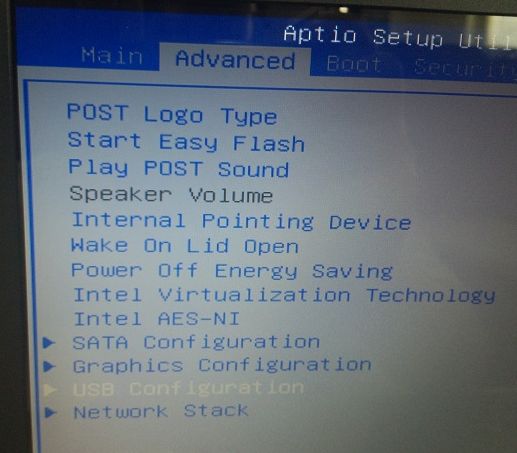 Aptio Setup Util
Main Advanced Boot Security
POST Logo Type
Start Easy Flash
Play POST Sound
Speaker Volume
Internal Pointing Device
Wake On Lid Open
Power Off Energy Saving
Intel Virtualization Technology
Intel AES-NI
SATA Configuration
Graphics Configuration
USB Configuration
Network Stack